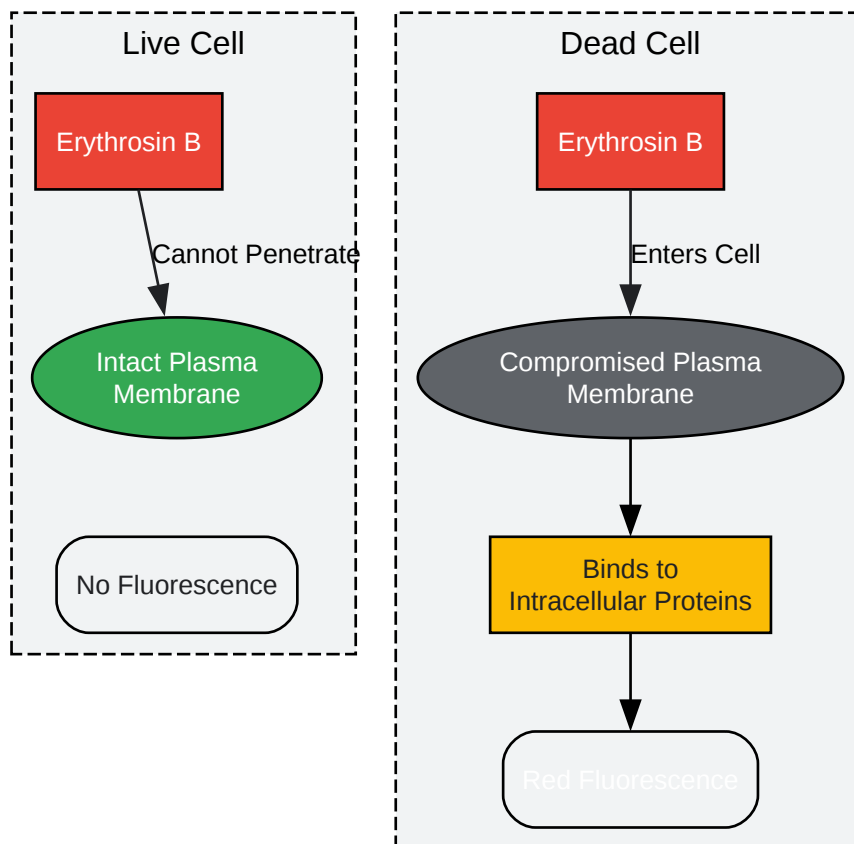 Live Cell
Erythrosin B
Cannot Penetrate
Intact Plasma
Membrane
No Fluorescence
Dead Cell
Erythrosin B
Enters Cell
Compromised Plasma
Membrane
Binds to
Intracellular Proteins
Red Fluorescence